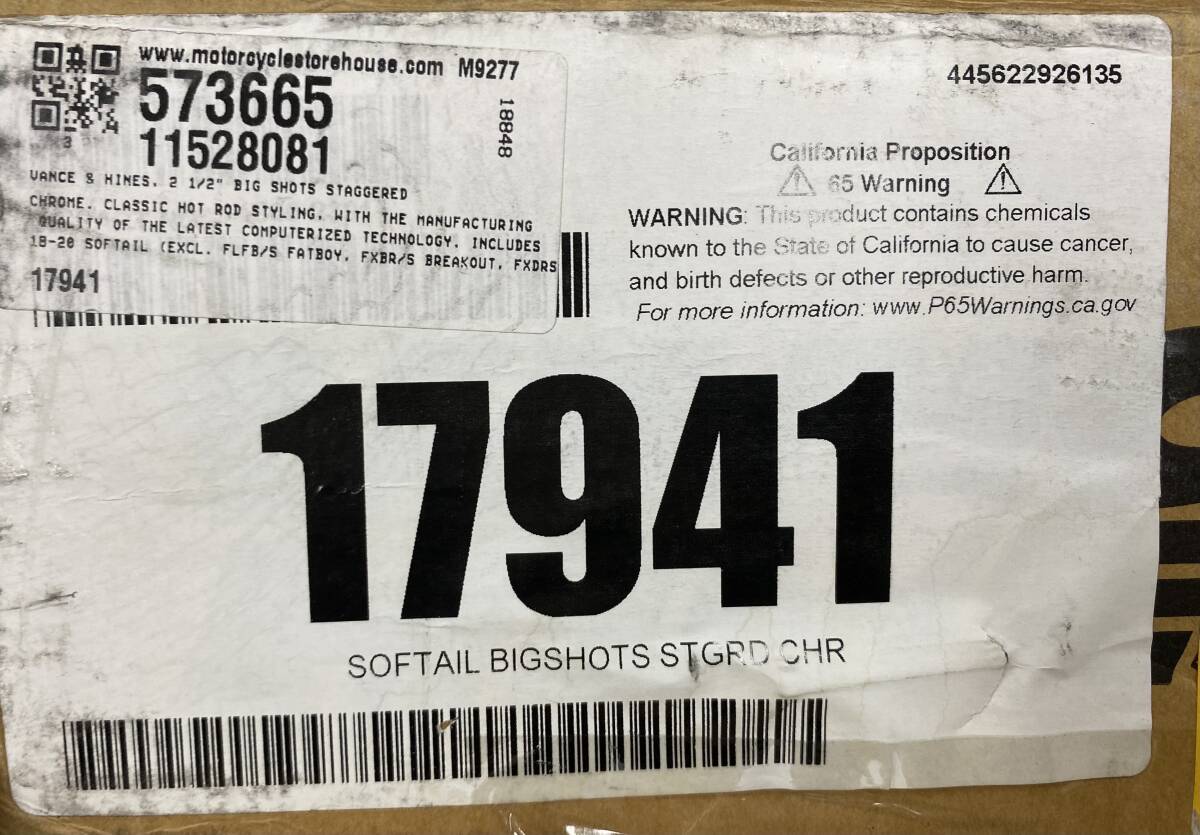 www.motorcyclestorehouse.com M9277
573665
11528081
18848
3
VANCE & HINES, 2 1/2" BIG SHOTS STAGGERED
CHROME. CLASSIC HOT ROD STYLING, WITH THE MANUFACTURING
QUALITY OF THE LATEST COMPUTERIZED TECHNOLOGY. INCLUDES
18-20 SOFTAIL (EXCL. FLFB/S FATBOY, FXBR/S BREAKOUT, FXDRS
17941
445622926135
California Proposition
65 Warning
WARNING: This product contains chemicals
known to the State of California to cause cancer,
and birth defects or other reproductive harm.
For more information: www.P65Warnings.ca.gov
17941
SOFTAIL BIGSHOTS STGRD CHR